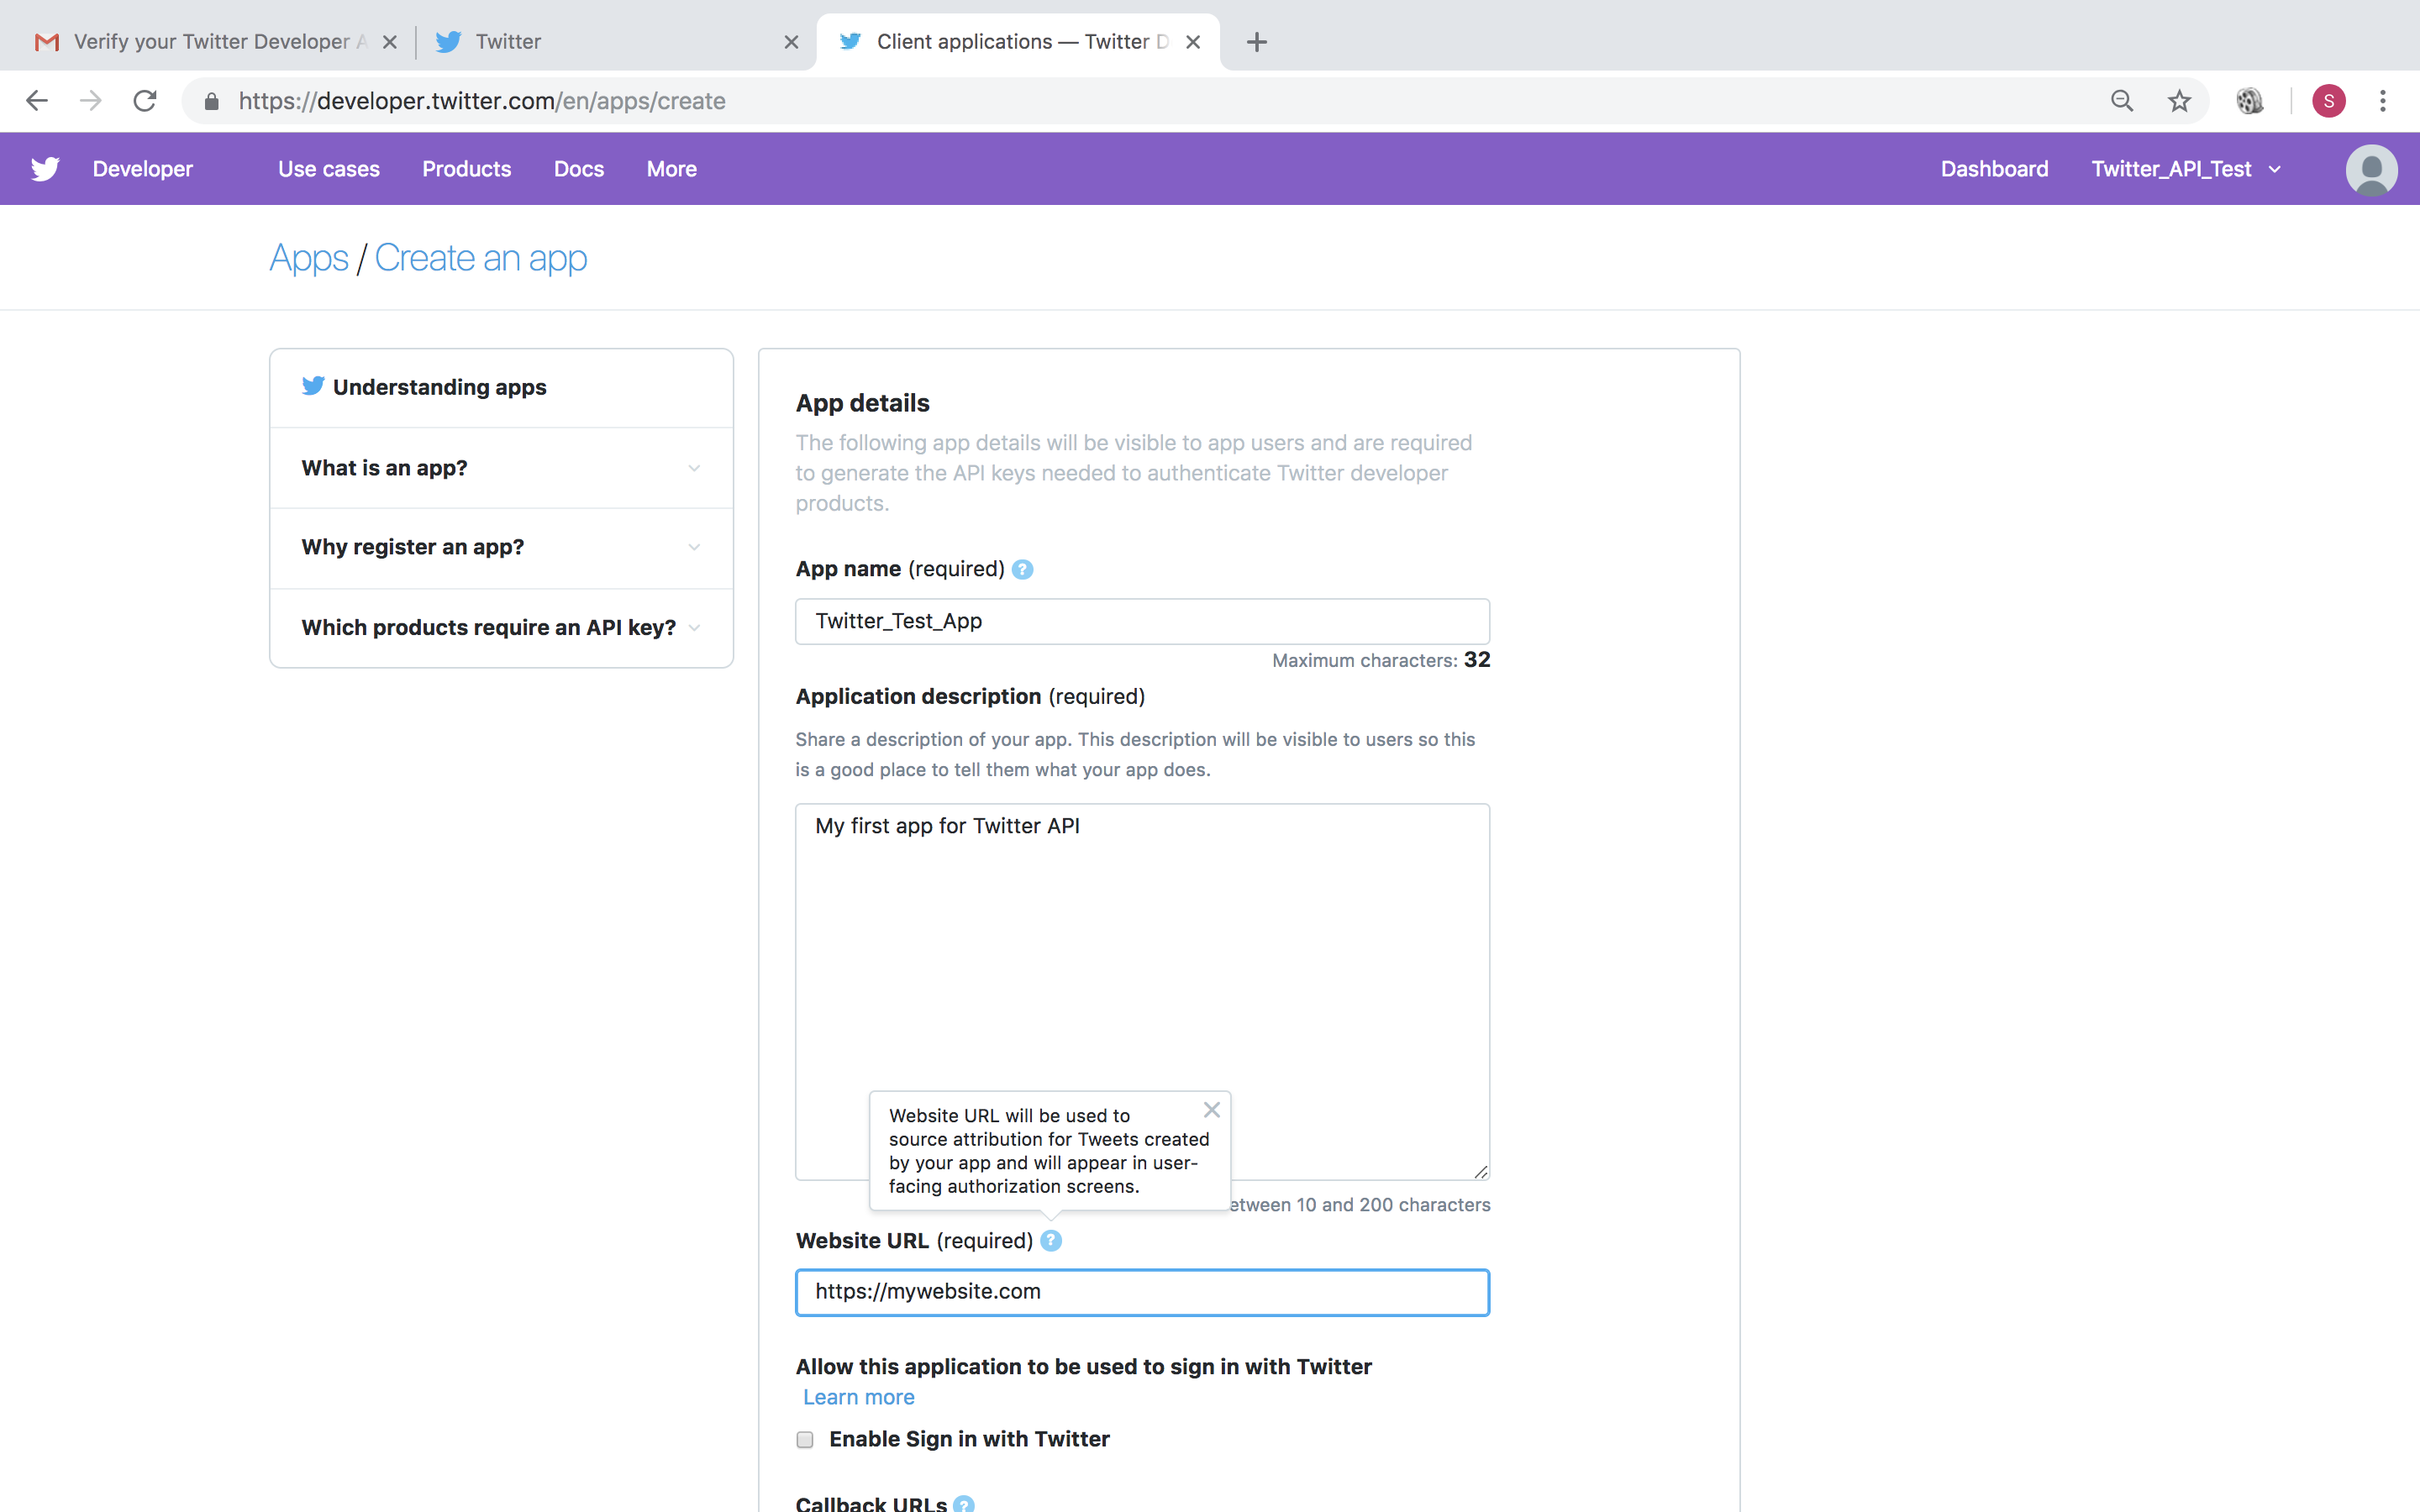 Verify your Twitter Developer A
Twitter
Client applications — Twitter D
https://developer.twitter.com/en/apps/create
S
Developer
Use cases
Products
Docs
More
Dashboard
Twitter_API_Test
Apps / Create an app
Understanding apps
What is an app?
Why register an app?
Which products require an API key?
App details
The following app details will be visible to app users and are required
to generate the API keys needed to authenticate Twitter developer
products.
App name (required) ?
Twitter_Test_App
Maximum characters: 32
Application description (required)
Share a description of your app. This description will be visible to users so this
is a good place to tell them what your app does.
My first app for Twitter API
Website URL will be used to
source attribution for Tweets created
by your app and will appear in user-
facing authorization screens.
etween 10 and 200 characters
Website URL (required) ?
https://mywebsite.com
Allow this application to be used to sign in with Twitter
Learn more
Enable Sign in with Twitter
Callback URLs ?